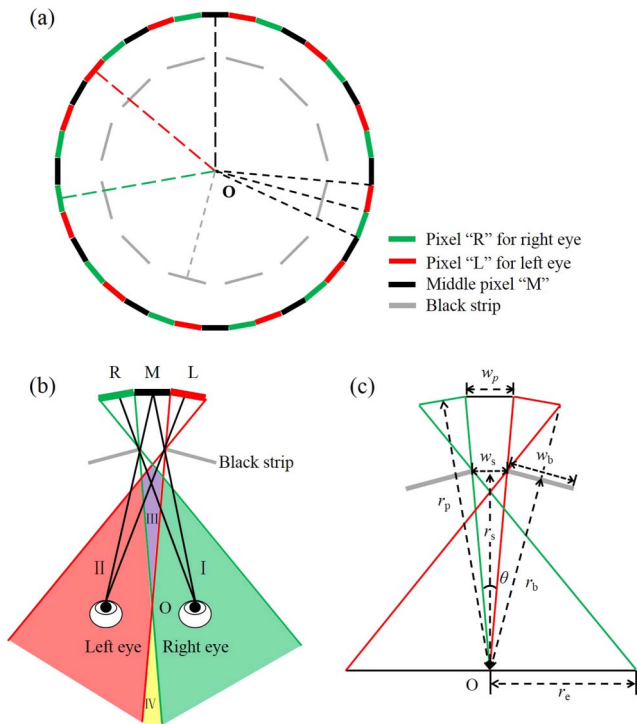 (a)
O
Pixel “R” for right eye
Pixel “L” for left eye
Middle pixel “M”
Black strip
(b)
R M L
Black strip
III
II I
O
Left eye Right eye
IV
(c)
wp
ws
wb
rp
rs
θ
rb
O
re